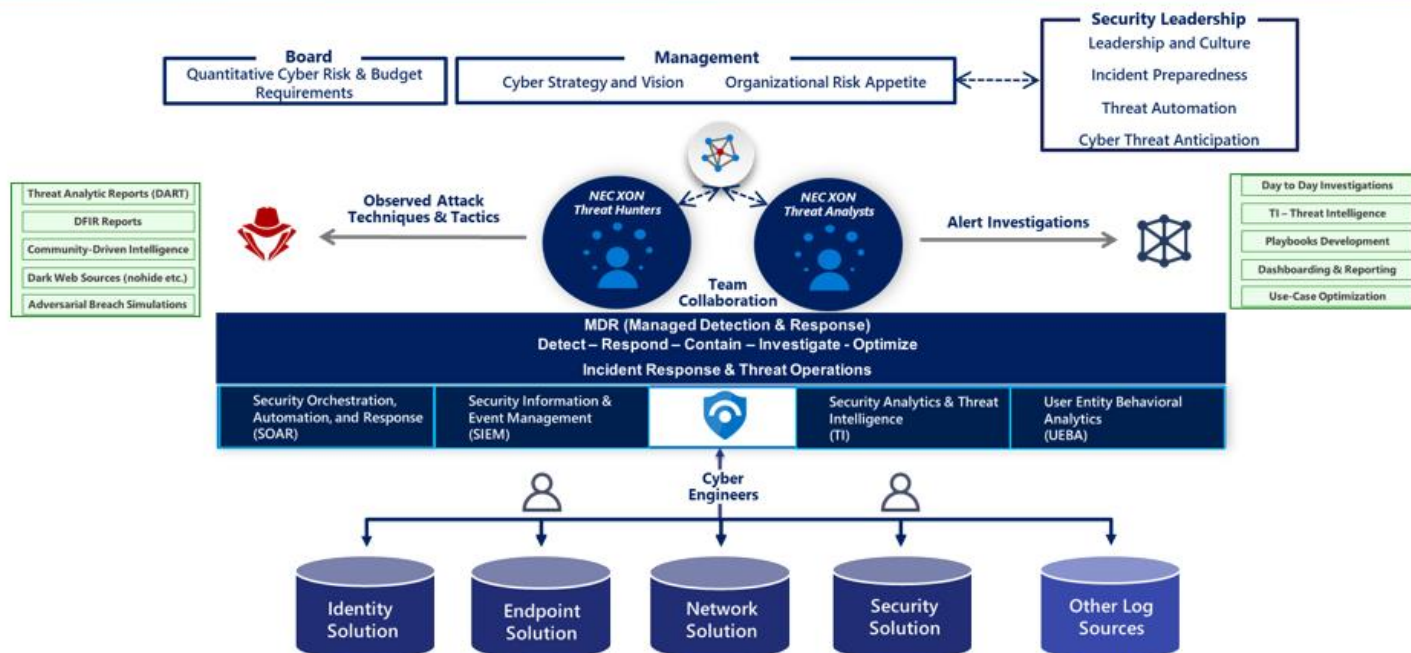 Security Leadership
Leadership and Culture
Incident Preparedness
Threat Automation
Cyber Threat Anticipation
Board
Quantitative Cyber Risk & Budget
Requirements
Management
Cyber Strategy and Vision
Organizational Risk Appetite
Threat Analytic Reports (DART)
DFIR Reports
Community-Driven Intelligence
Dark Web Sources (nohide etc.)
Adversarial Breach Simulations
Observed Attack
Techniques & Tactics
NEC XON
Threat Hunters
NEC XON
Threat Analysts
Alert Investigations
Day to Day Investigations
TI – Threat Intelligence
Playbooks Development
Dashboarding & Reporting
Use-Case Optimization
Team
Collaboration
MDR (Managed Detection & Response)
Detect – Respond – Contain – Investigate - Optimize
Incident Response & Threat Operations
Security Orchestration,
Automation, and Response
(SOAR)
Security Information &
Event Management
(SIEM)
Security Analytics & Threat
Intelligence
(TI)
User Entity Behavioral
Analytics
(UEBA)
Cyber
Engineers
Identity
Solution
Endpoint
Solution
Network
Solution
Security
Solution
Other Log
Sources